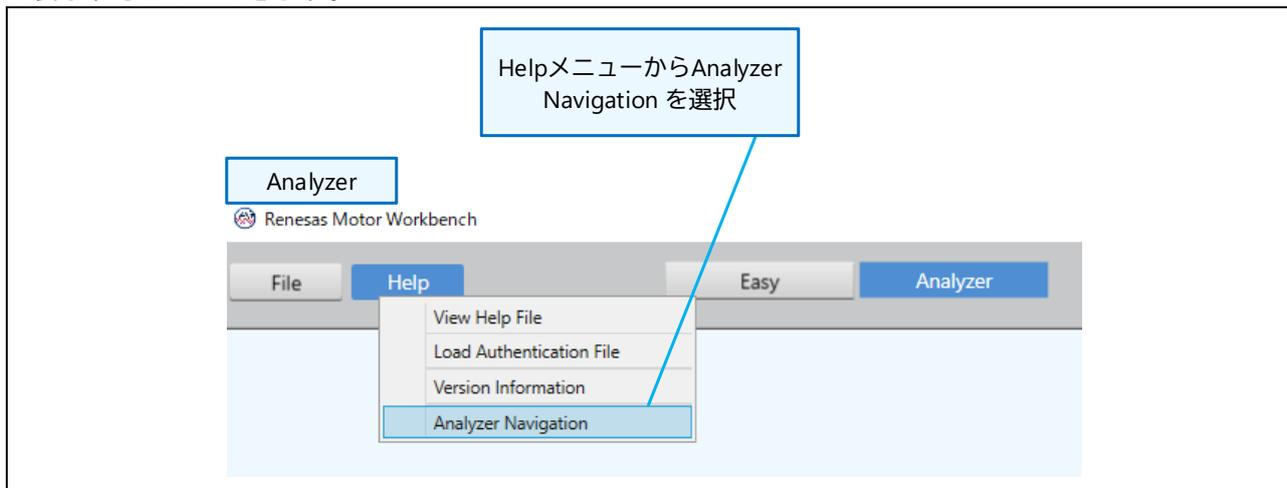 HelpメニューからAnalyzer
Navigation を選択
Analyzer
Renesas Motor Workbench
File Help Easy Analyzer
View Help File
Load Authentication File
Version Information
Analyzer Navigation